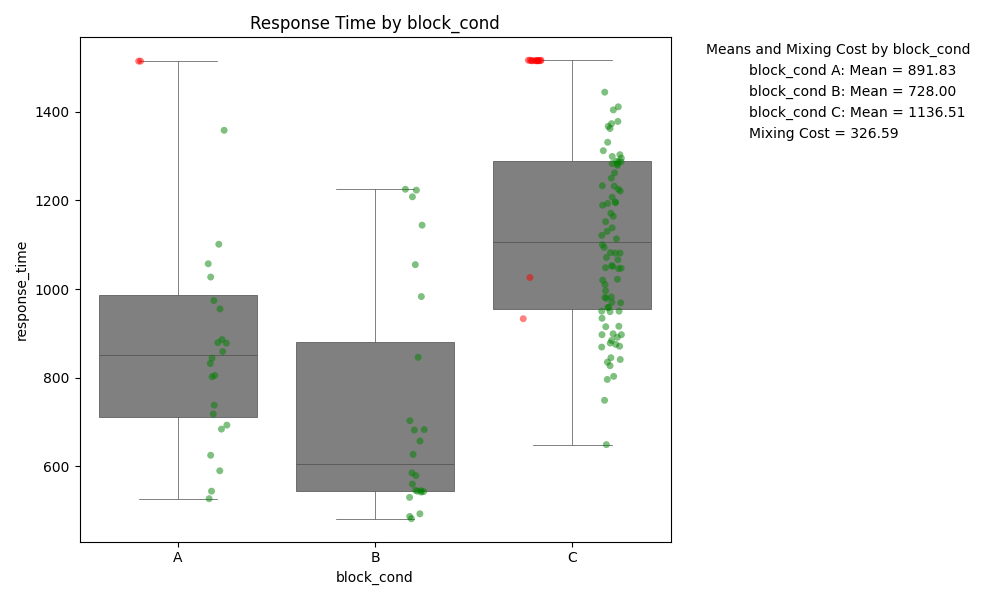 Response Time by block_cond
Means and Mixing Cost by block_cond
block_cond A: Mean = 891.83
block_cond B: Mean = 728.00
block_cond C: Mean = 1136.51
Mixing Cost = 326.59
response_time
1400
1200
1000
800
600
A
B
C
block_cond